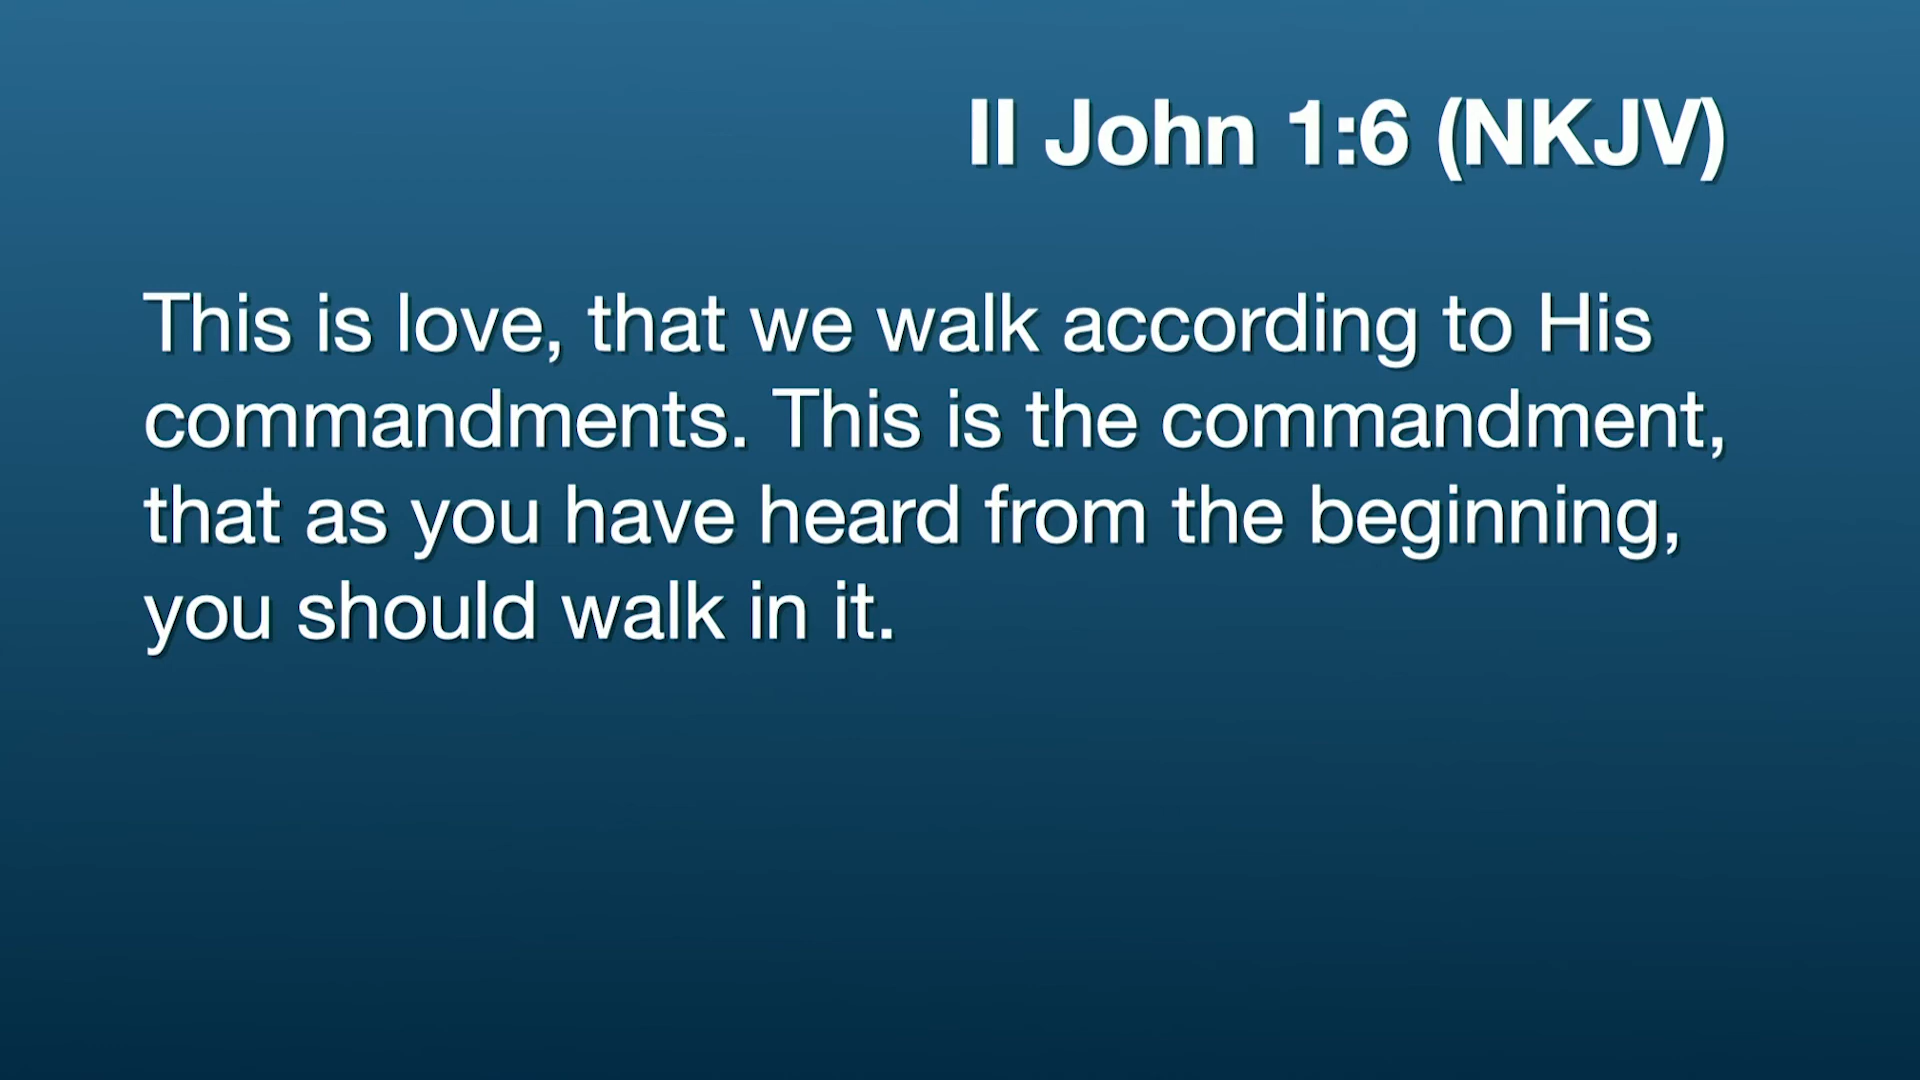 II John 1:6 (NKJV)
This is love, that we walk according to His
commandments. This is the commandment,
that as you have heard from the beginning,
you should walk in it.